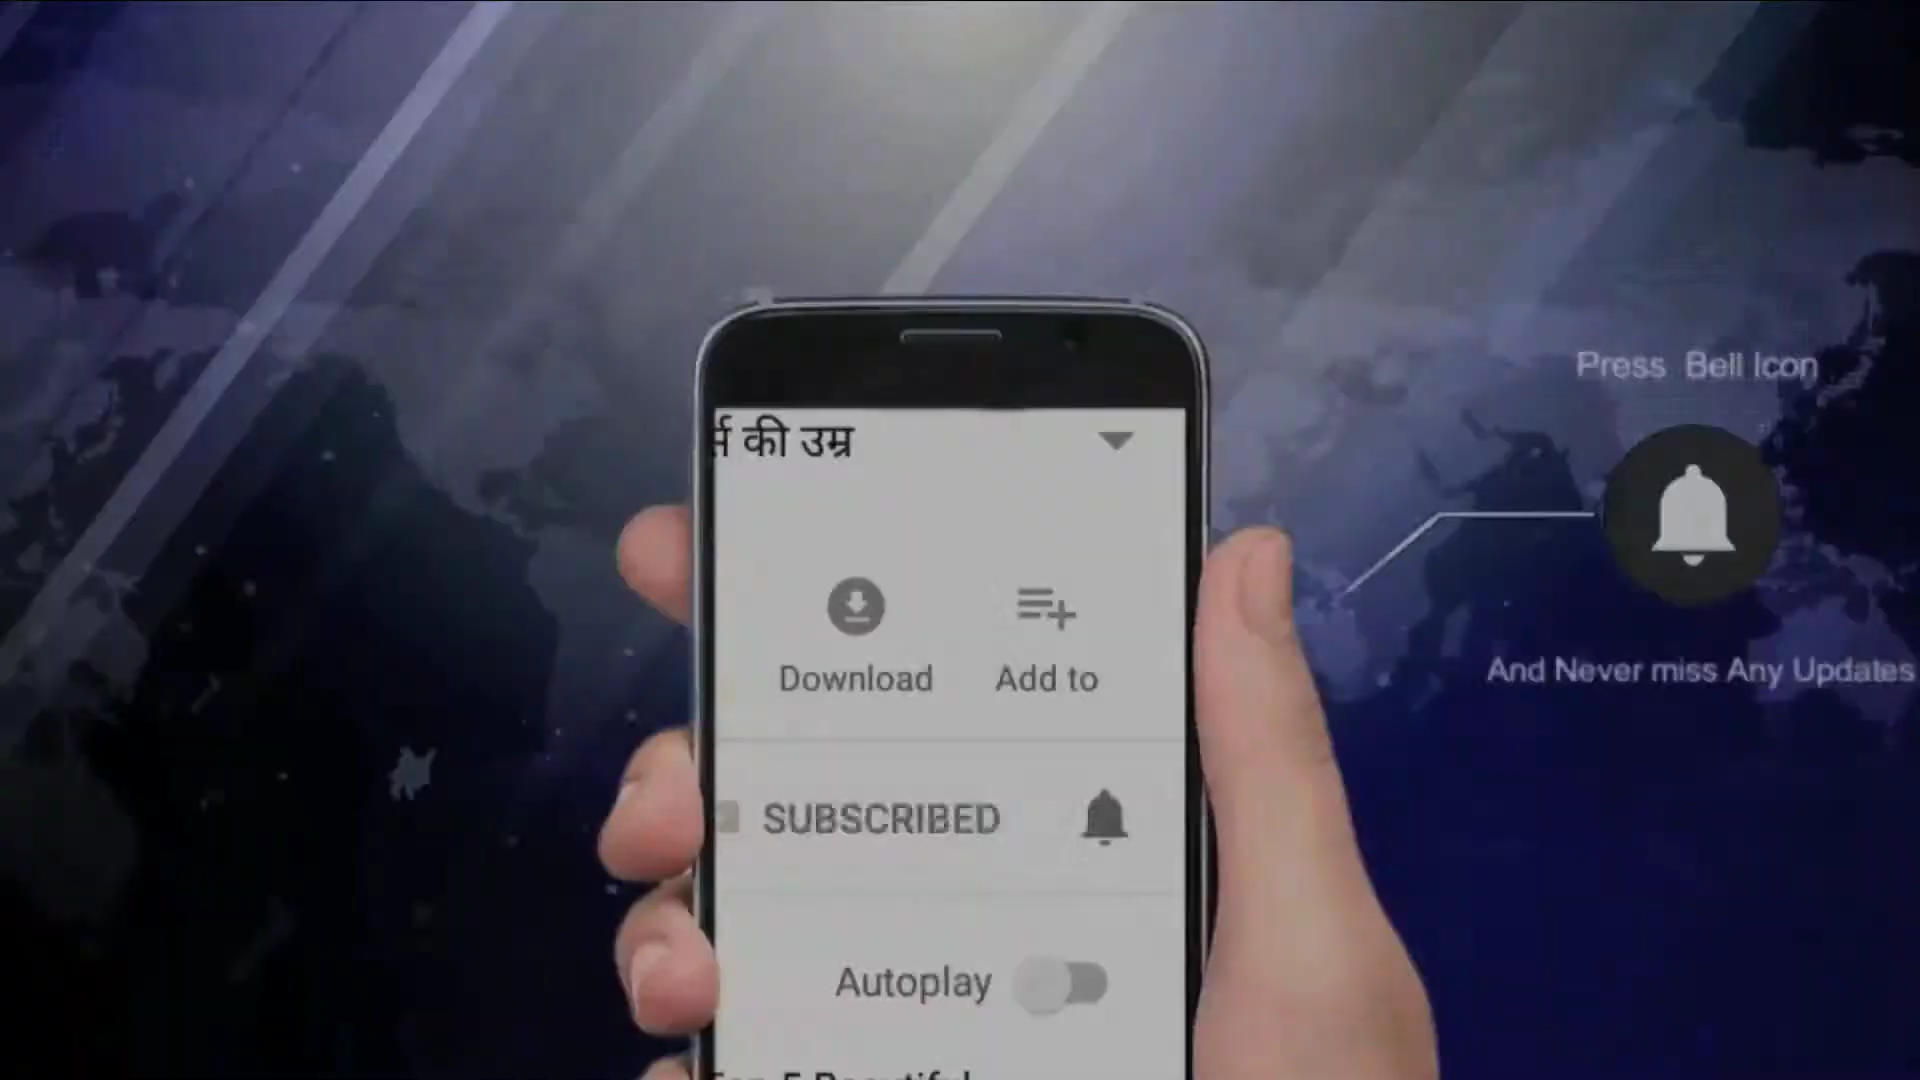 Press Bell Icon
की उम्र
Download Add to
And Never miss Any Updates
SUBSCRIBED
Autoplay